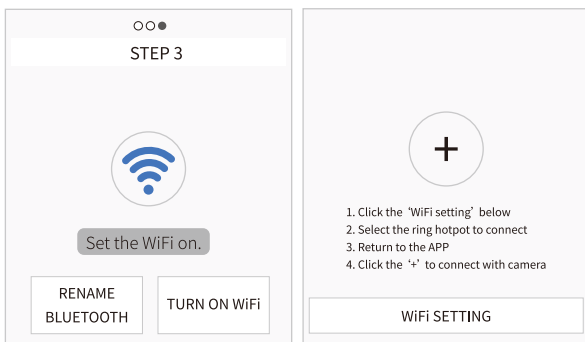 STEP 3
Set the WiFi on.
RENAME
BLUETOOTH
TURN ON WiFi
+
1. Click the ‘WiFi setting’ below
2. Select the ring hotpot to connect
3. Return to the APP
4. Click the ‘+’ to connect with camera
WiFi SETTING